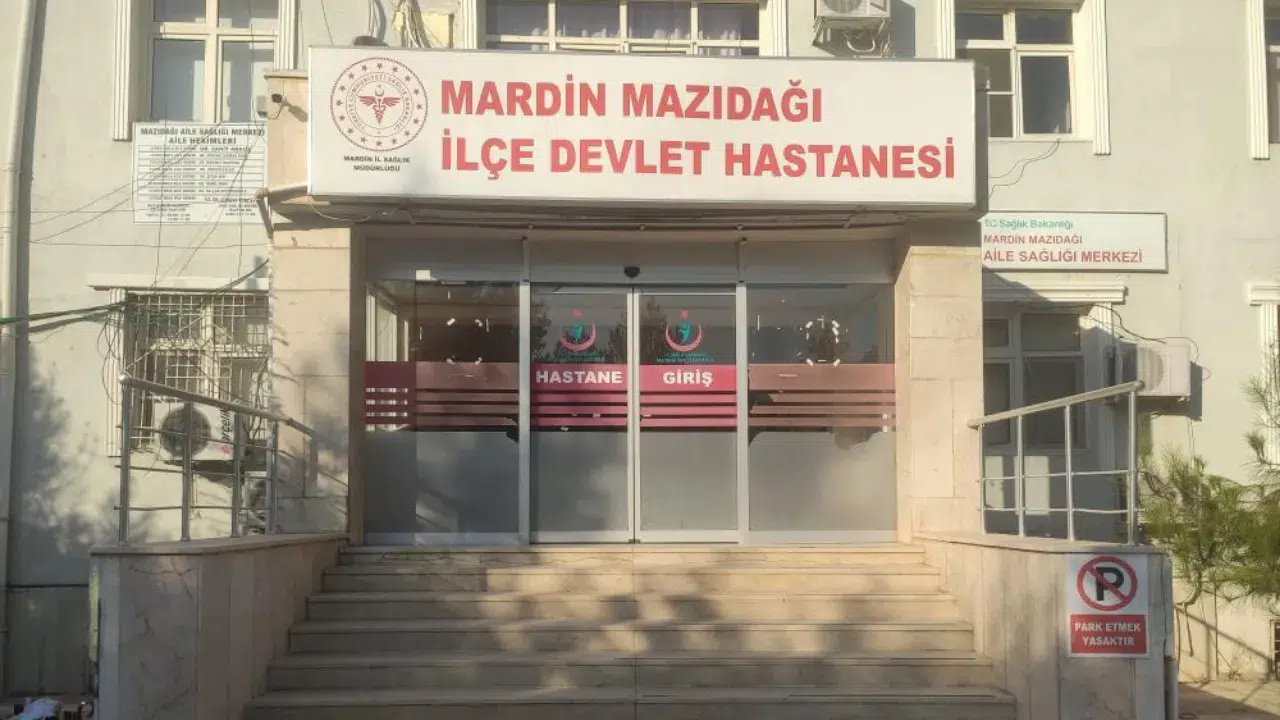 MARDİN MAZIDAĞI
İLÇE DEVLET HASTANESİ
MARDİN İL SAĞLIK
MÜDÜRLÜĞÜ
MAZIDAĞI AİLE SAĞLIĞI MERKEZİ
AİLE HEKİMLERİ
TC Sağlık Bakanlığı
MARDİN MAZIDAĞI
AİLE SAĞLIĞI MERKEZİ
HASTANE GİRİŞ
P
PARK ETMEK
YASAKTIR